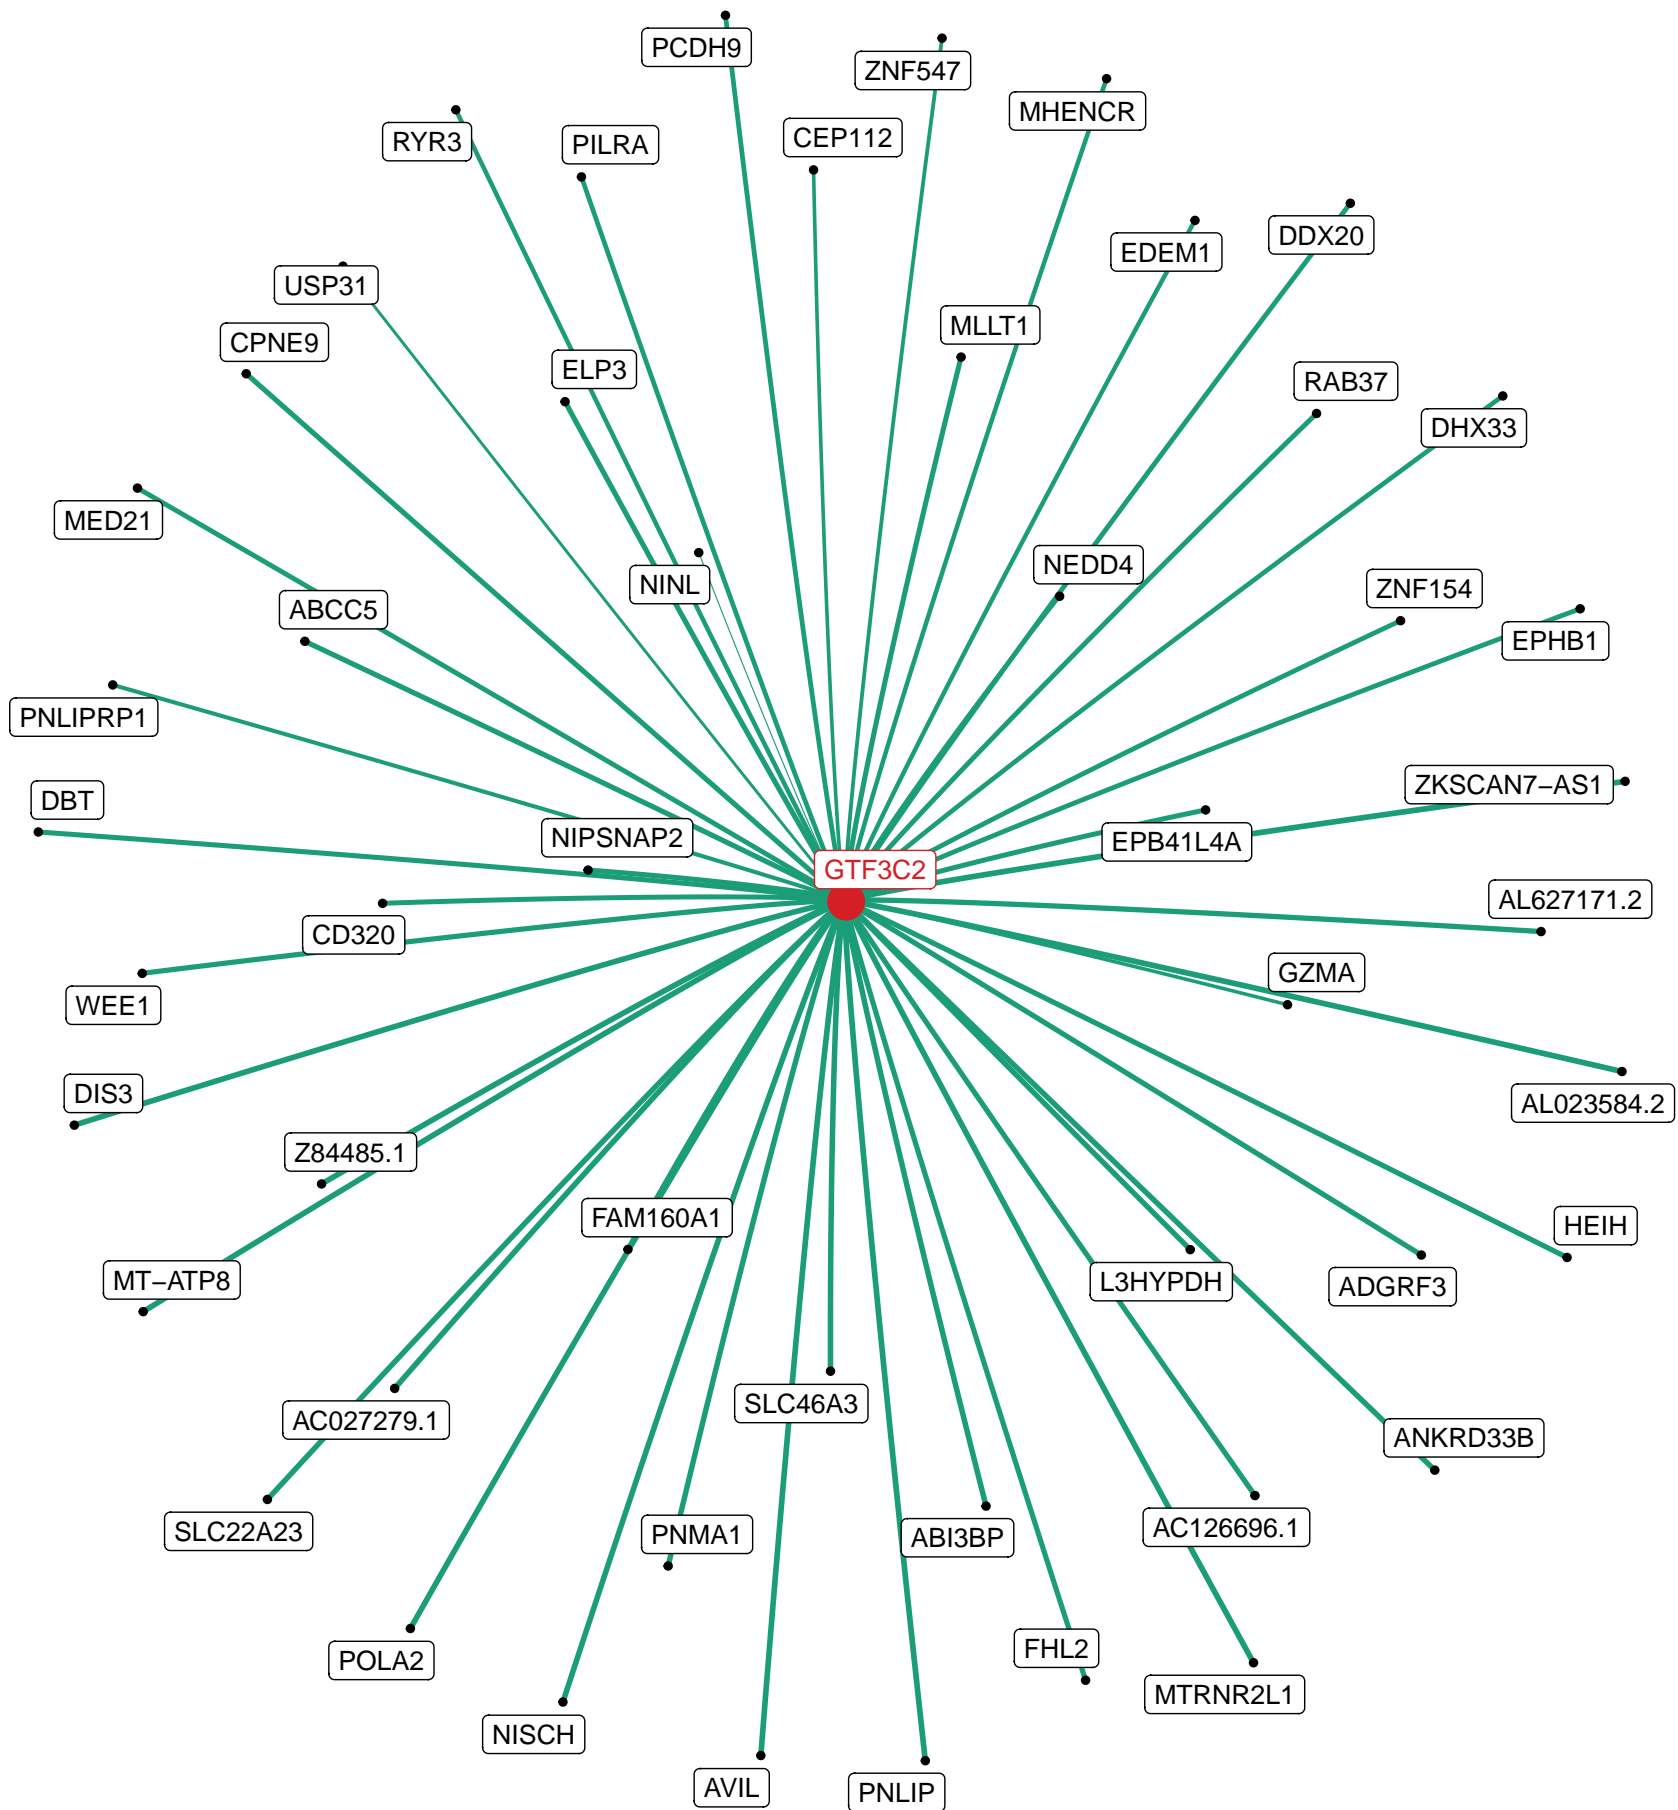 PCDH9
ZNF547
MHENCR
RYR3
PILRA
CEP112
DDX20
EDEM1
USP31
MLLT1
CPNE9
ELP3
RAB37
DHX33
MED21
NEDD4
NINL
ZNF154
ABCC5
EPHB1
PNLIPRP1
ZKSCAN7−AS1
DBT
NIPSNAP2
EPB41L4A
GTF3C2
AL627171.2
CD320
GZMA
WEE1
DIS3
AL023584.2
Z84485.1
FAM160A1
HEIH
MT−ATP8
L3HYPDH
ADGRF3
SLC46A3
AC027279.1
ANKRD33B
SLC22A23
PNMA1
ABI3BP
AC126696.1
FHL2
POLA2
MTRNR2L1
NISCH
AVIL
PNLIP